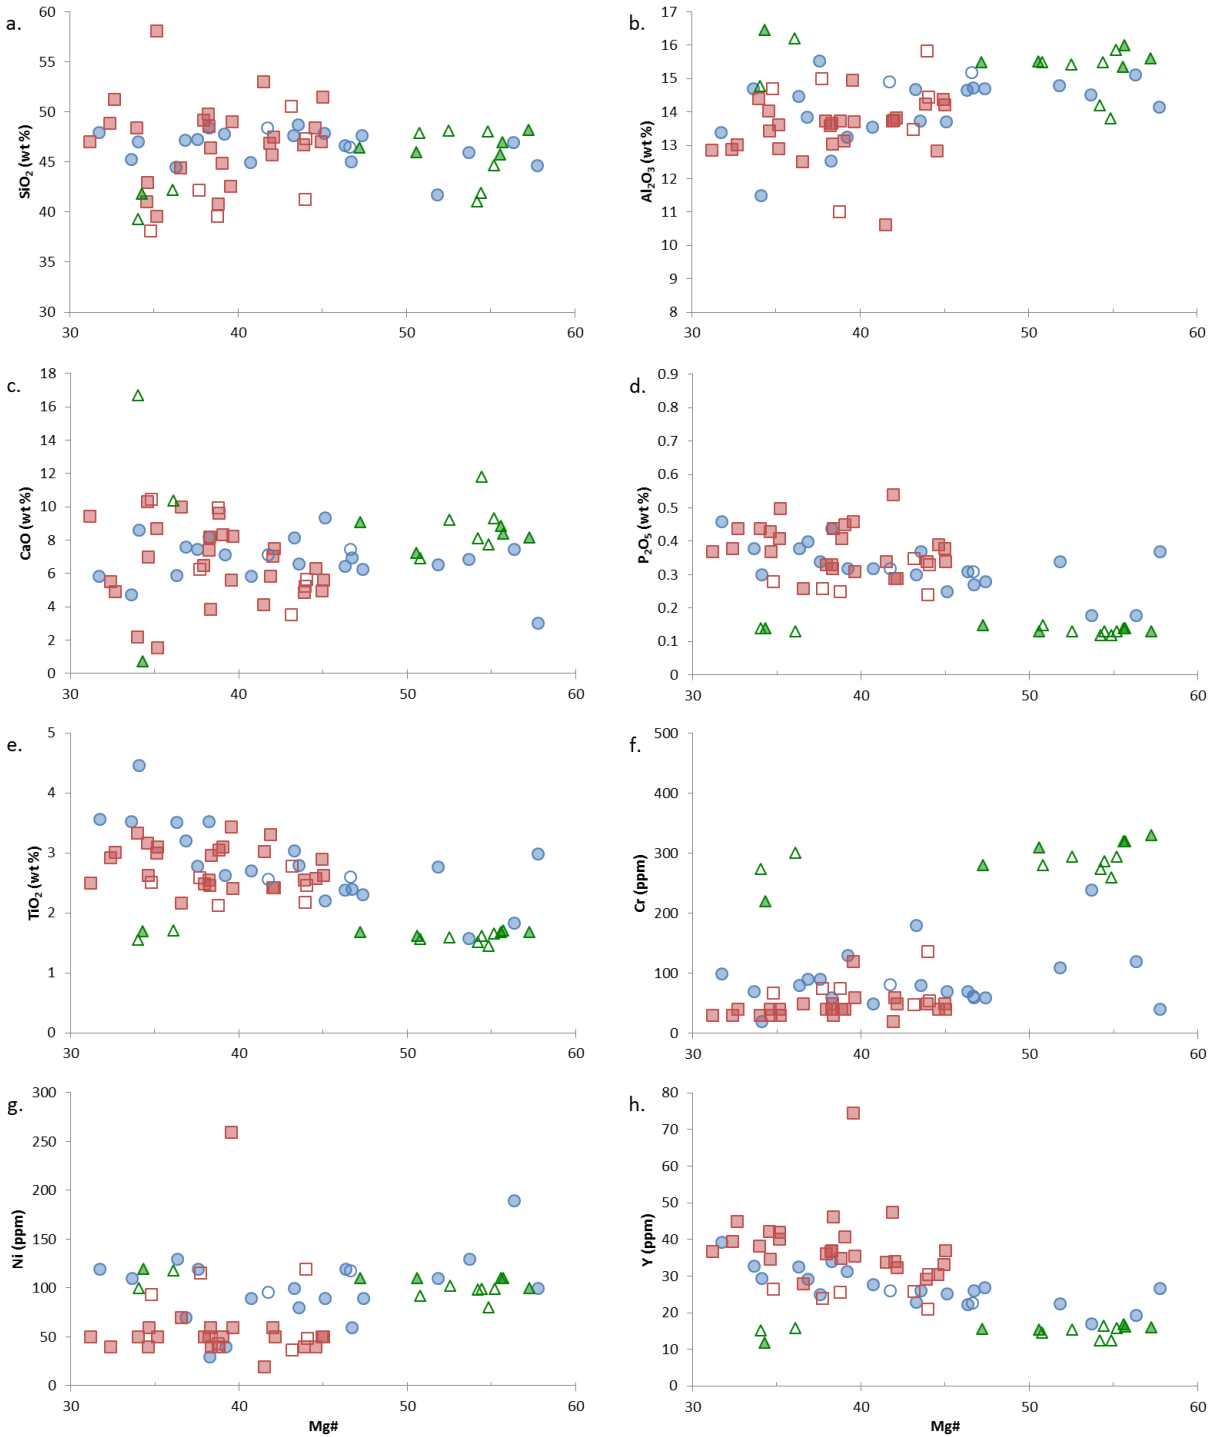 a.
60
55
50
45
40
35
30
SiO₂ (wt%)
30 40 50 60
b.
17
16
15
14
13
12
11
10
9
8
Al₂O₃ (wt%)
30 40 50 60
c.
18
16
14
12
10
8
6
4
2
0
CaO (wt%)
30 40 50 60
d.
0.9
0.8
0.7
0.6
0.5
0.4
0.3
0.2
0.1
0
P₂O₅ (wt%)
30 40 50 60
e.
5
4
3
2
1
0
TiO₂ (wt%)
30 40 50 60
f.
500
400
300
200
100
0
Cr (ppm)
30 40 50 60
g.
300
250
200
150
100
50
0
Ni (ppm)
30 40 50 60
Mg#
h.
80
70
60
50
40
30
20
10
0
Y (ppm)
30 40 50 60
Mg#